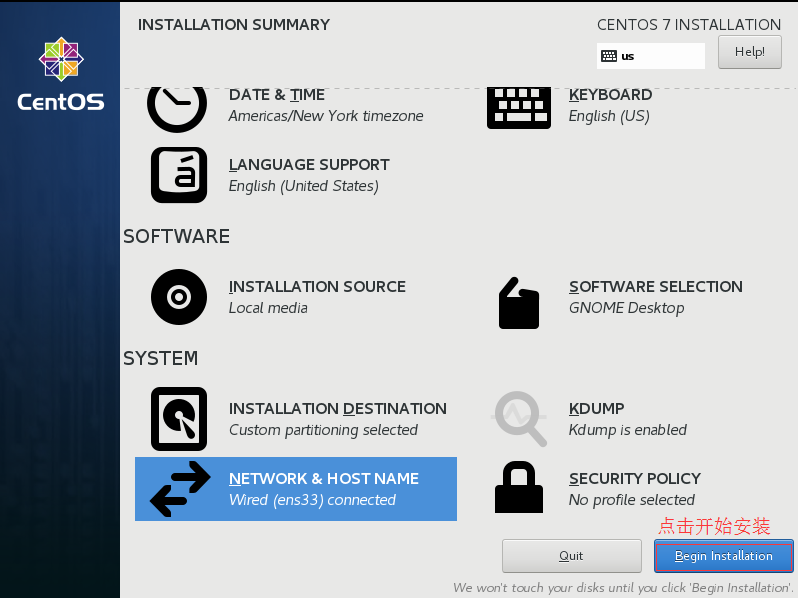 INSTALLATION SUMMARY
CENTOS 7 INSTALLATION
us
Help!
CentOS
DATE & TIME
Americas/New York timezone
KEYBOARD
English (US)
LANGUAGE SUPPORT
English (United States)
SOFTWARE
INSTALLATION SOURCE
Local media
SOFTWARE SELECTION
GNOME Desktop
SYSTEM
INSTALLATION DESTINATION
Custom partitioning selected
KDUMP
Kdump is enabled
NETWORK & HOST NAME
Wired (ens33) connected
SECURITY POLICY
No profile selected
点击开始安装
Quit
Begin Installation
We won't touch your disks until you click 'Begin Installation'.